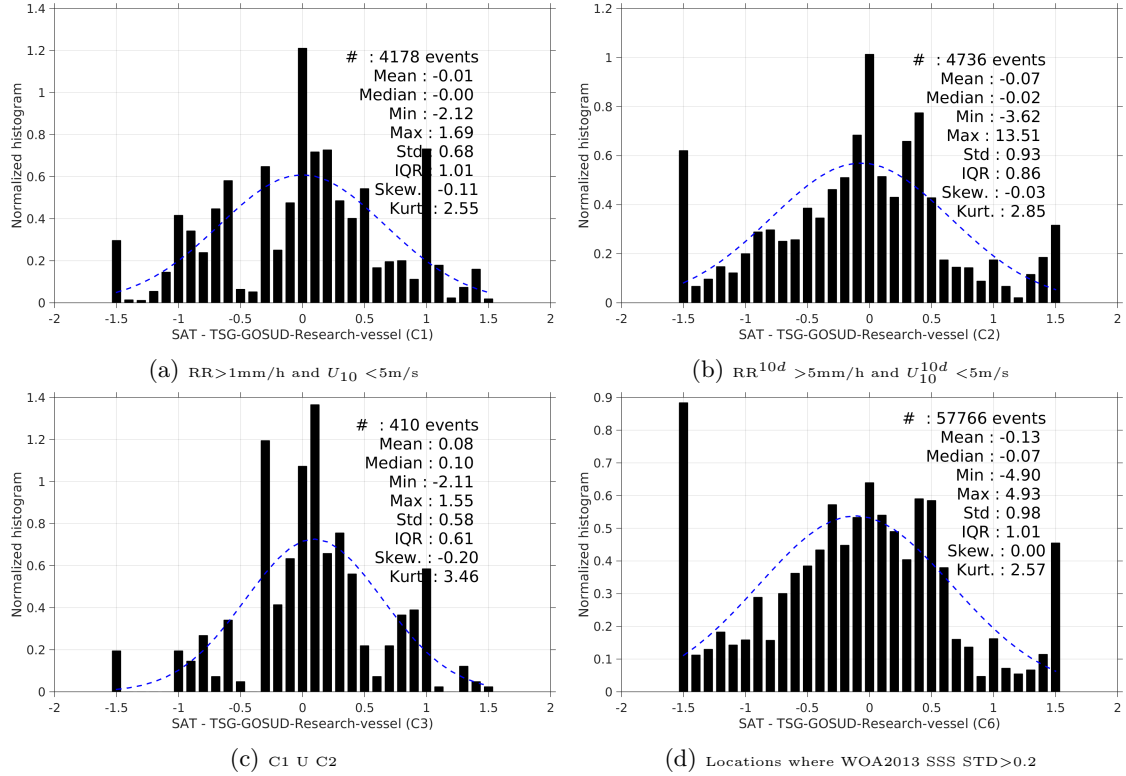 1.4
1.2
1
0.8
0.6
0.4
0.2
0
-2 -1.5 -1 -0.5 0 0.5 1 1.5 2
Normalized histogram
SAT - TSG-GOSUD-Research-vessel (C1)
# : 4178 events
Mean : -0.01
Median : -0.00
Min : -2.12
Max : 1.69
Std : 0.68
IQR : 1.01
Skew. : -0.11
Kurt. : 2.55
(a) RR>1mm/h and U10 <5m/s
1.2
1
0.8
0.6
0.4
0.2
0
-2 -1.5 -1 -0.5 0 0.5 1 1.5 2
Normalized histogram
SAT - TSG-GOSUD-Research-vessel (C2)
# : 4736 events
Mean : -0.07
Median : -0.02
Min : -3.62
Max : 13.51
Std : 0.93
IQR : 0.86
Skew. : -0.03
Kurt. : 2.85
(b) RR10d >5mm/h and U10d10 <5m/s
1.4
1.2
1
0.8
0.6
0.4
0.2
0
-2 -1.5 -1 -0.5 0 0.5 1 1.5 2
Normalized histogram
SAT - TSG-GOSUD-Research-vessel (C3)
# : 410 events
Mean : 0.08
Median : 0.10
Min : -2.11
Max : 1.55
Std : 0.58
IQR : 0.61
Skew. : -0.20
Kurt. : 3.46
(c) C1 U C2
0.9
0.8
0.7
0.6
0.5
0.4
0.3
0.2
0.1
0
-2 -1.5 -1 -0.5 0 0.5 1 1.5 2
Normalized histogram
SAT - TSG-GOSUD-Research-vessel (C6)
# : 57766 events
Mean : -0.13
Median : -0.07
Min : -4.90
Max : 4.93
Std : 0.98
IQR : 1.01
Skew. : 0.00
Kurt. : 2.57
(d) Locations where WOA2013 SSS STD>0.2